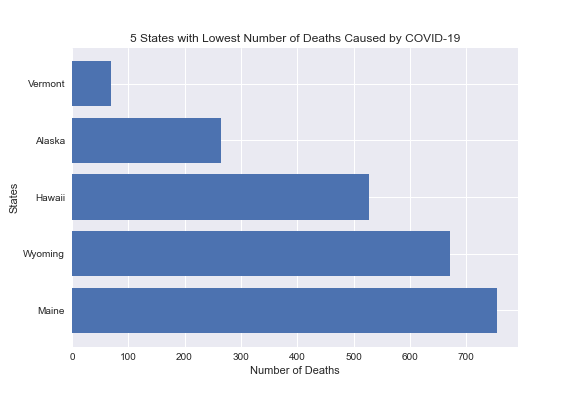 5 States with Lowest Number of Deaths Caused by COVID-19
Vermont
Alaska
Hawaii
Wyoming
Maine
States
0 100 200 300 400 500 600 700
Number of Deaths